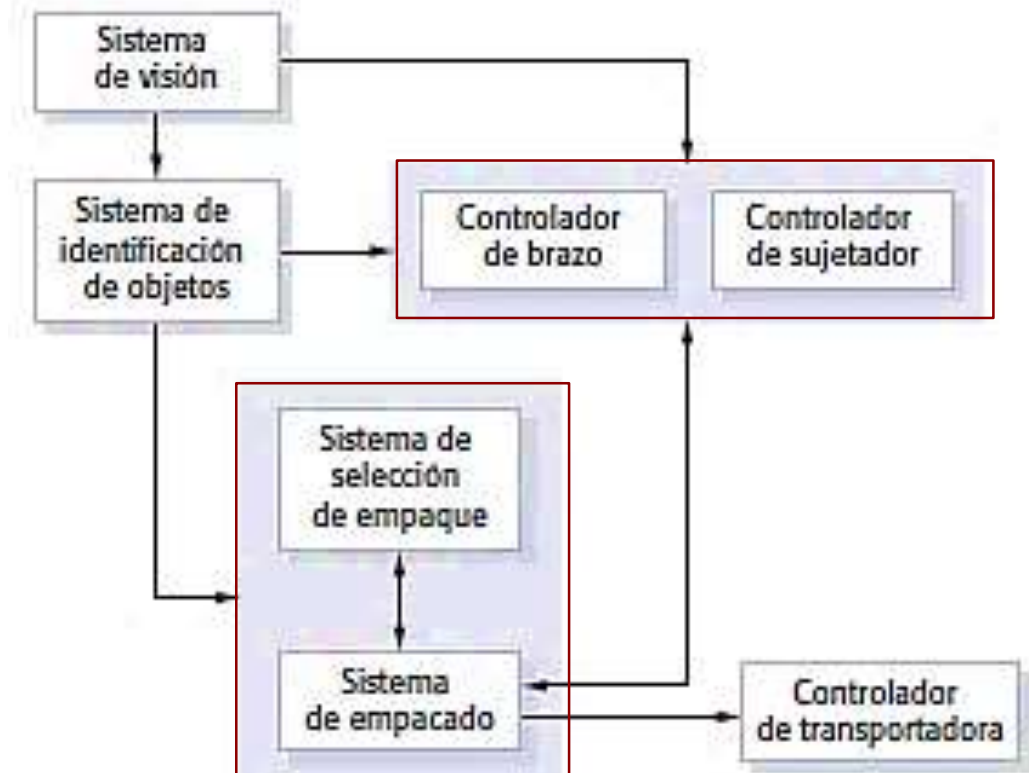 Sistema
de visión
Sistema de
identificación
de objetos
Controlador
de brazo
Controlador
de sujetador
Sistema de
selección
de empaque
Sistema
de empacado
Controlador
de transportadora